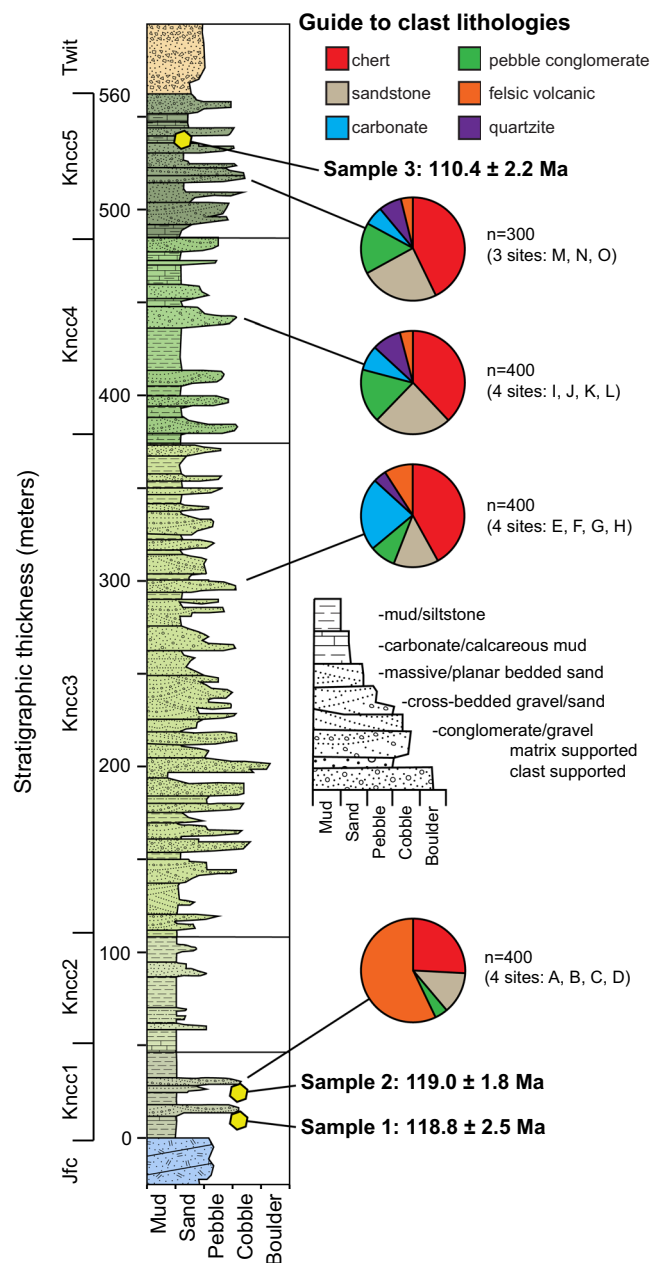 Guide to clast lithologies
chert
pebble conglomerate
sandstone
felsic volcanic
carbonate
quartzite
Twit
560
Kncc5
Sample 3: 110.4 ± 2.2 Ma
500
n=300
(3 sites: M, N, O)
Kncc4
n=400
(4 sites: I, J, K, L)
400
n=400
(4 sites: E, F, G, H)
300
Stratigraphic thickness (meters)
Kncc3
-mud/siltstone
-carbonate/calcareous mud
-massive/planar bedded sand
-cross-bedded gravel/sand
-conglomerate/gravel
matrix supported
clast supported
200
Mud
Sand
Pebble
Cobble
Boulder
100
Kncc2
n=400
(4 sites: A, B, C, D)
Kncc1
Sample 2: 119.0 ± 1.8 Ma
Sample 1: 118.8 ± 2.5 Ma
0
Jfc
Mud
Sand
Pebble
Cobble
Boulder